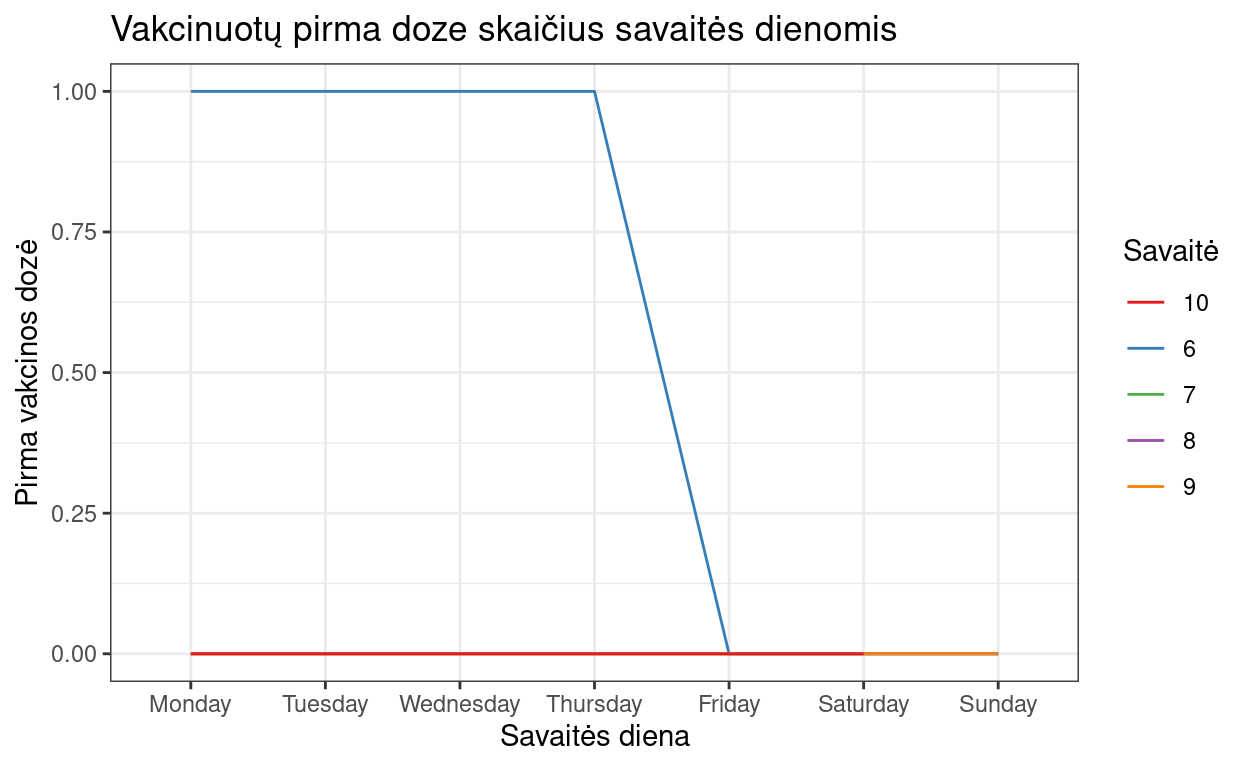 Vakcinuotų pirma doze skaičius savaitės dienomis
Pirma vakcinos dozė
1.00
0.75
0.50
0.25
0.00
Monday Tuesday Wednesday Thursday Friday Saturday Sunday
Savaitės diena
Savaitė
10
6
7
8
9